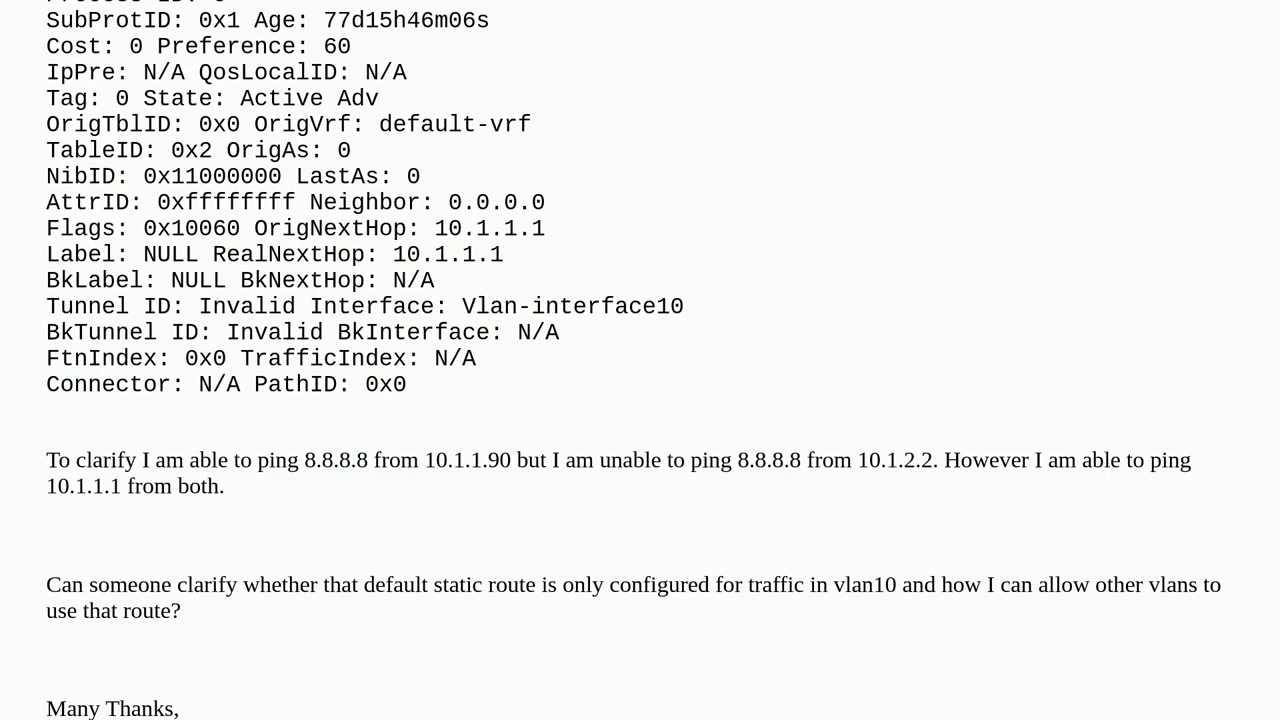 SubProtID: 0x1 Age: 77d15h46m06s
Cost: 0 Preference: 60
IpPre: N/A QosLocalID: N/A
Tag: 0 State: Active Adv
OrigTblID: 0x0 OrigVrf: default-vrf
TableID: 0x2 OrigAs: 0
NibID: 0x11000000 LastAs: 0
AttrID: 0xffffffff Neighbor: 0.0.0.0
Flags: 0x10060 OrigNextHop: 10.1.1.1
Label: NULL RealNextHop: 10.1.1.1
BkLabel: NULL BkNextHop: N/A
Tunnel ID: Invalid Interface: Vlan-interface10
BkTunnel ID: Invalid BkInterface: N/A
FtnIndex: 0x0 TrafficIndex: N/A
Connector: N/A PathID: 0x0
To clarify I am able to ping 8.8.8.8 from 10.1.1.90 but I am unable to ping 8.8.8.8 from 10.1.2.2. However I am able to ping
10.1.1.1 from both.
Can someone clarify whether that default static route is only configured for traffic in vlan10 and how I can allow other vlans to
use that route?
Many Thanks,